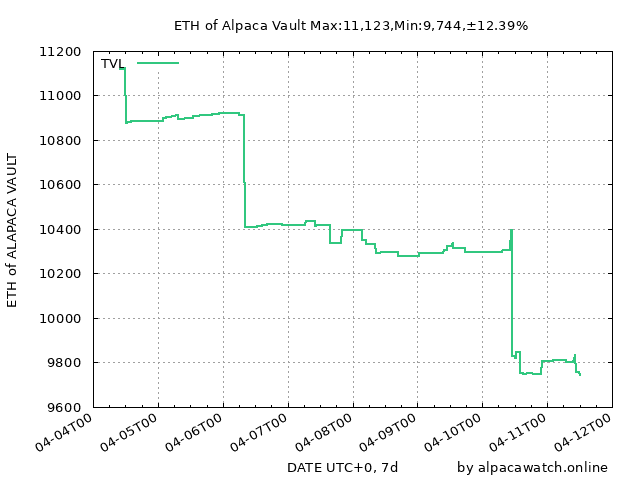 ETH of Alpaca Vault Max:11,123,Min:9,744,±12.39%
TVL
11200
11000
10800
10600
10400
10200
10000
9800
9600
ETH of ALAPACA VAULT
04-04T00
04-05T00
04-06T00
04-07T00
04-08T00
04-09T00
04-10T00
04-11T00
04-12T00
DATE UTC+0, 7d
by alpacawatch.online